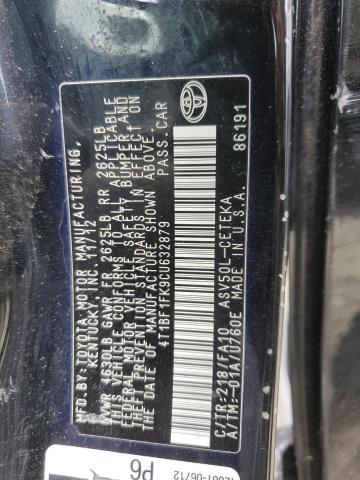 MFD.BY:TOYOTA MOTOR MANUFACTURING,
KENTUCKY, INC. 11/12
GVWR 4630LB GAWR FR 2625LB RR 2625LB
THIS VEHICLE CONFORMS TO ALL APPLICABLE
FEDERAL MOTOR VEHICLE SAFETY, BUMPER, AND
THEFT PREVENTION STANDARDS IN EFFECT ON
THE DATE OF MANUFACTURE SHOWN ABOVE.
4T1BF1FK9CU632879 PASS.CAR
C/TR:218/FA10 ASV50L-CETEKA
A/TM:-01A/U760E MADE IN U.S.A. 86191
P6